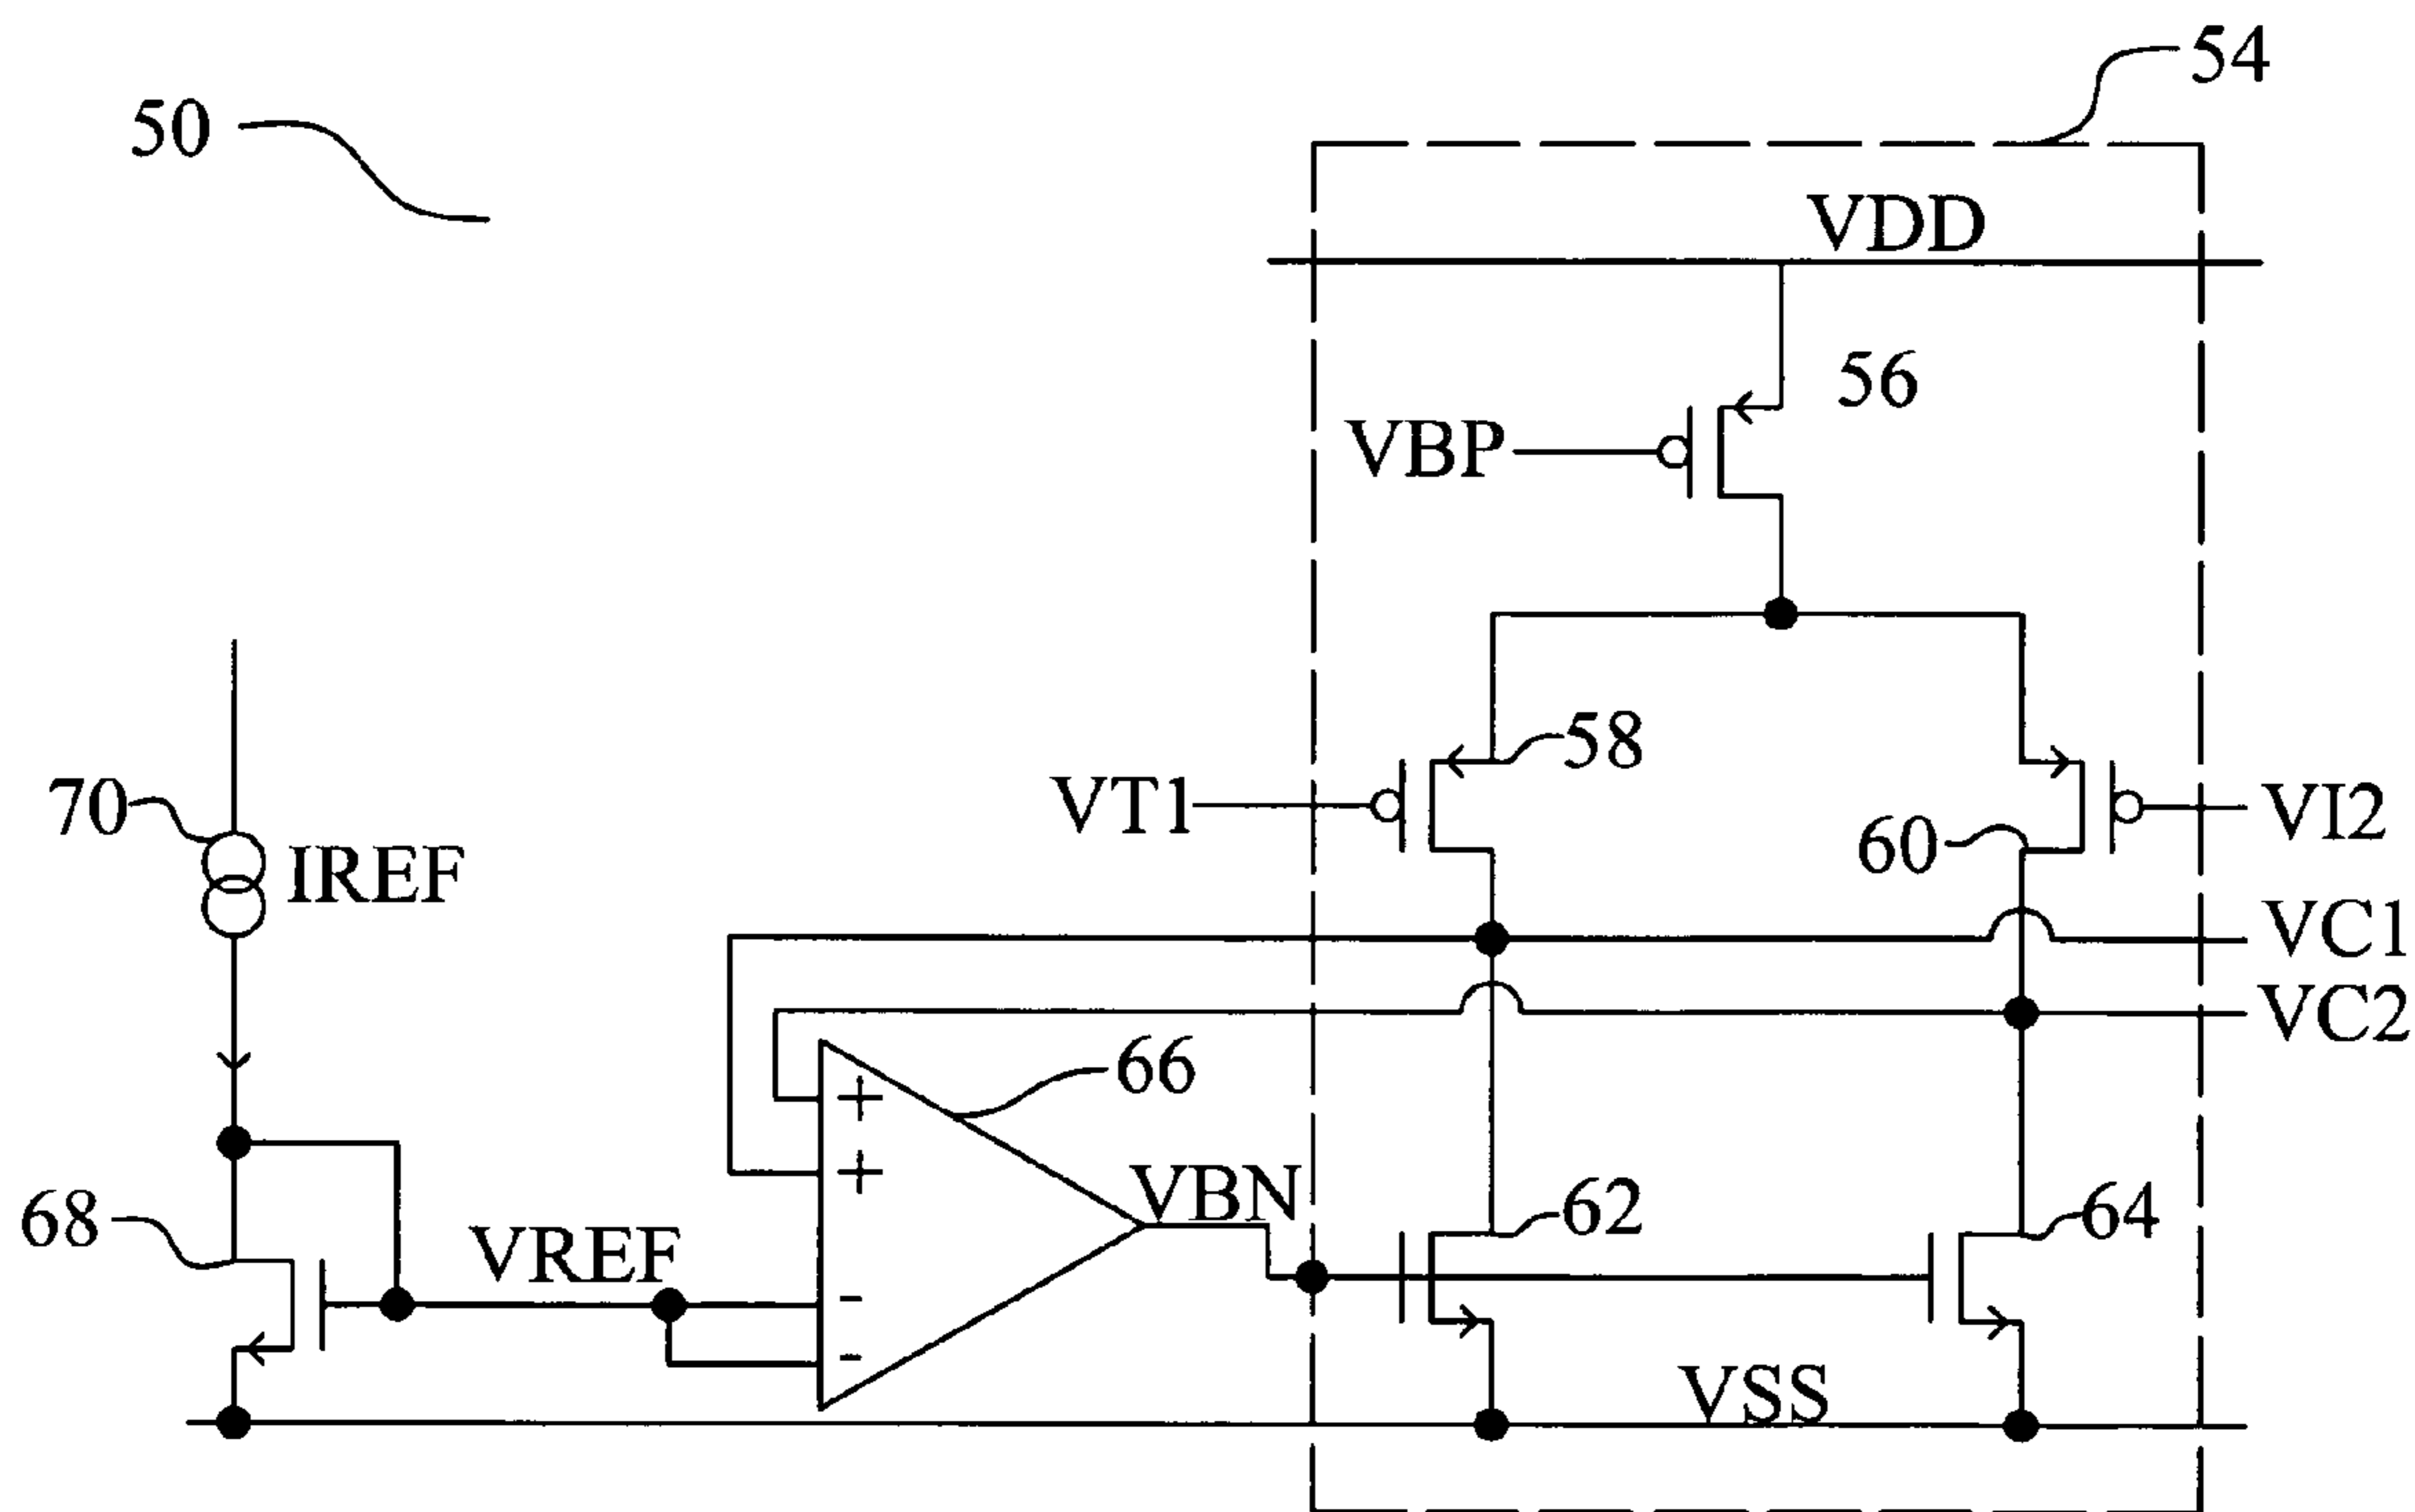 54
50
VDD
56
VBP
58
70
VT1
VI2
60
IREF
VC1
VC2
66
+
+
VBN
62
64
68
VREF
-
-
VSS